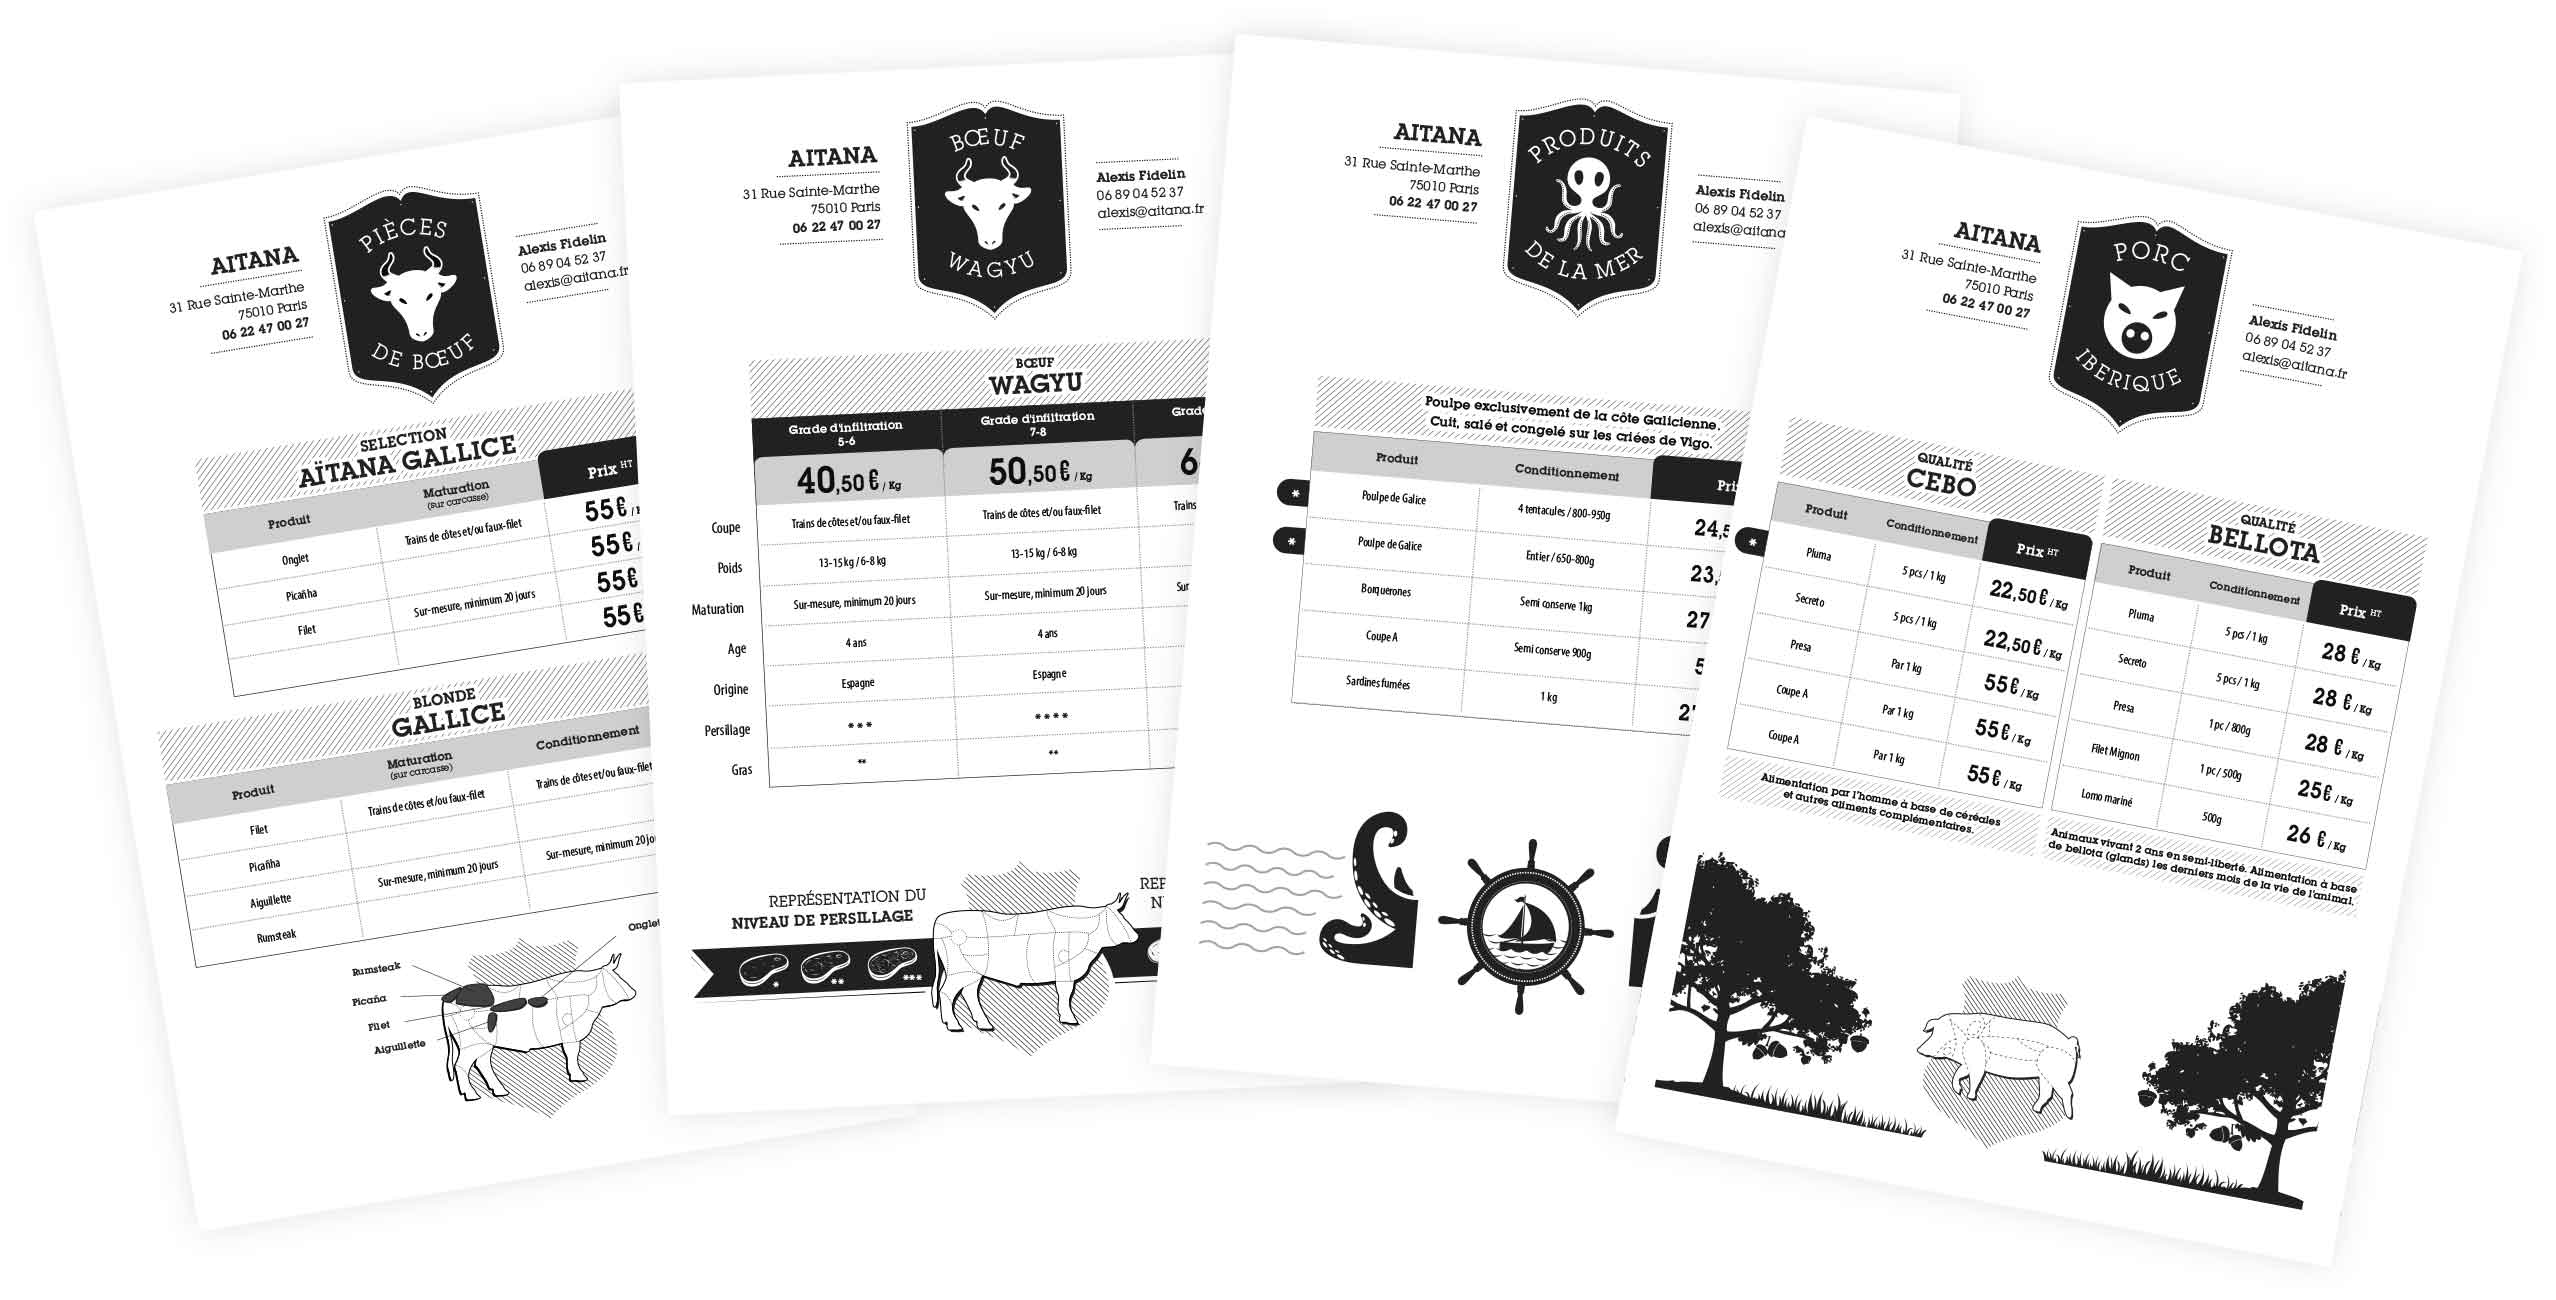 AITANA
31 Rue Sainte-Marthe
75010 Paris
06 22 47 00 27
PIÈCES
DE BŒUF
Alexis Fidelin
06 89 04 52 37
alexis@aitana.fr
SELECTION
AÏTANA GALLICE
Produit Maturation Prix HT
(sur carcasse)
Onglet Trains de côtes et/ou faux-filet 55€
Picañha 55€
Filet Sur-mesure, minimum 20 jours 55€
55€
BLONDE
GALLICE
Produit Maturation Conditionnement
(sur carcasse)
Filet Trains de côtes et/ou faux-filet Trains de côtes et/ou faux-filet
Picañha
Aiguillette Sur-mesure, minimum 20 jours Sur-mesure, minimum 20 jo
Rumsteak
Onglet
Rumsteak
Picaña
Filet
Aiguillette
AITANA
31 Rue Sainte-Marthe
75010 Paris
06 22 47 00 27
BŒUF
WAGYU
Alexis Fidelin
06 89 04 52 37
alexis@aitana.fr
BŒUF
WAGYU
Grade d'infiltration Grade d'infiltration Grad
5-6 7-8
40,50€ / Kg 50,50€ / Kg 6
Coupe Trains de côtes et/ou faux-filet Trains de côtes et/ou faux-filet Trains
Poids 13-15 kg / 6-8 kg 13-15 kg / 6-8 kg
Maturation Sur-mesure, minimum 20 jours Sur-mesure, minimum 20 jours Sur
Age 4 ans 4 ans
Origine Espagne Espagne
Persillage *** ****
Gras ** **
REPRÉSENTATION DU
NIVEAU DE PERSILLAGE
* ** ***
REP
N
AITANA
31 Rue Sainte-Marthe
75010 Paris
06 22 47 00 27
PRODUITS
DE LA MER
Alexis Fidelin
06 89 04 52 37
alexis@aitana
Poulpe exclusivement de la côte Galicienne.
Cuit, salé et congelé sur les criées de Vigo.
Produit Conditionnement Pri
* Poulpe de Galice 4 tentacules / 800-950g 24,5
* Poulpe de Galice Entier / 650-800g 23,
Borquerones Semi conserve 1kg 27
Coupe A Semi conserve 900g 5
Sardines fumées 1 kg 2
AITANA
31 Rue Sainte-Marthe
75010 Paris
06 22 47 00 27
PORC
IBERIQUE
Alexis Fidelin
06 89 04 52 37
alexis@aitana.fr
QUALITÉ
CEBO
Produit Conditionnement Prix HT
* Pluma 5 pcs / 1 kg 22,50€ / Kg
Secreto 5 pcs / 1 kg 22,50€ / Kg
Presa Par 1 kg 55€ / Kg
Coupe A Par 1 kg 55€ / Kg
Coupe A Par 1 kg 55€ / Kg
Alimentation par l'homme à base de céréales
et autres aliments complémentaires.
QUALITÉ
BELLOTA
Produit Conditionnement Prix HT
Pluma 5 pcs / 1 kg 28 € / Kg
Secreto 5 pcs / 1 kg 28 € / Kg
Presa 1 pc / 800g 28 € / Kg
Filet Mignon 1 pc / 500g 25€ / Kg
Lomo mariné 500g 26 € / Kg
Animaux vivant 2 ans en semi-liberté. Alimentation à base
de bellota (glands) les derniers mois de la vie de l'animal.